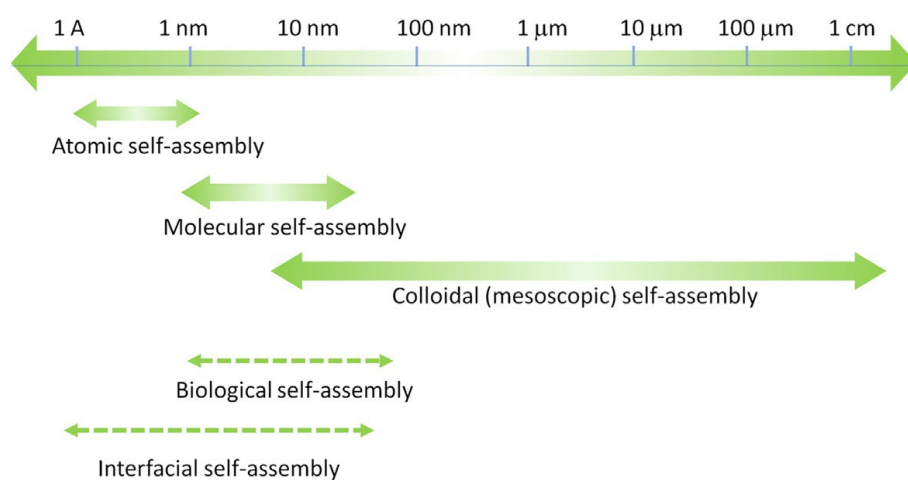 1 A 1 nm 10 nm 100 nm 1 μm 10 μm 100 μm 1 cm
Atomic self-assembly
Molecular self-assembly
Colloidal (mesoscopic) self-assembly
Biological self-assembly
Interfacial self-assembly